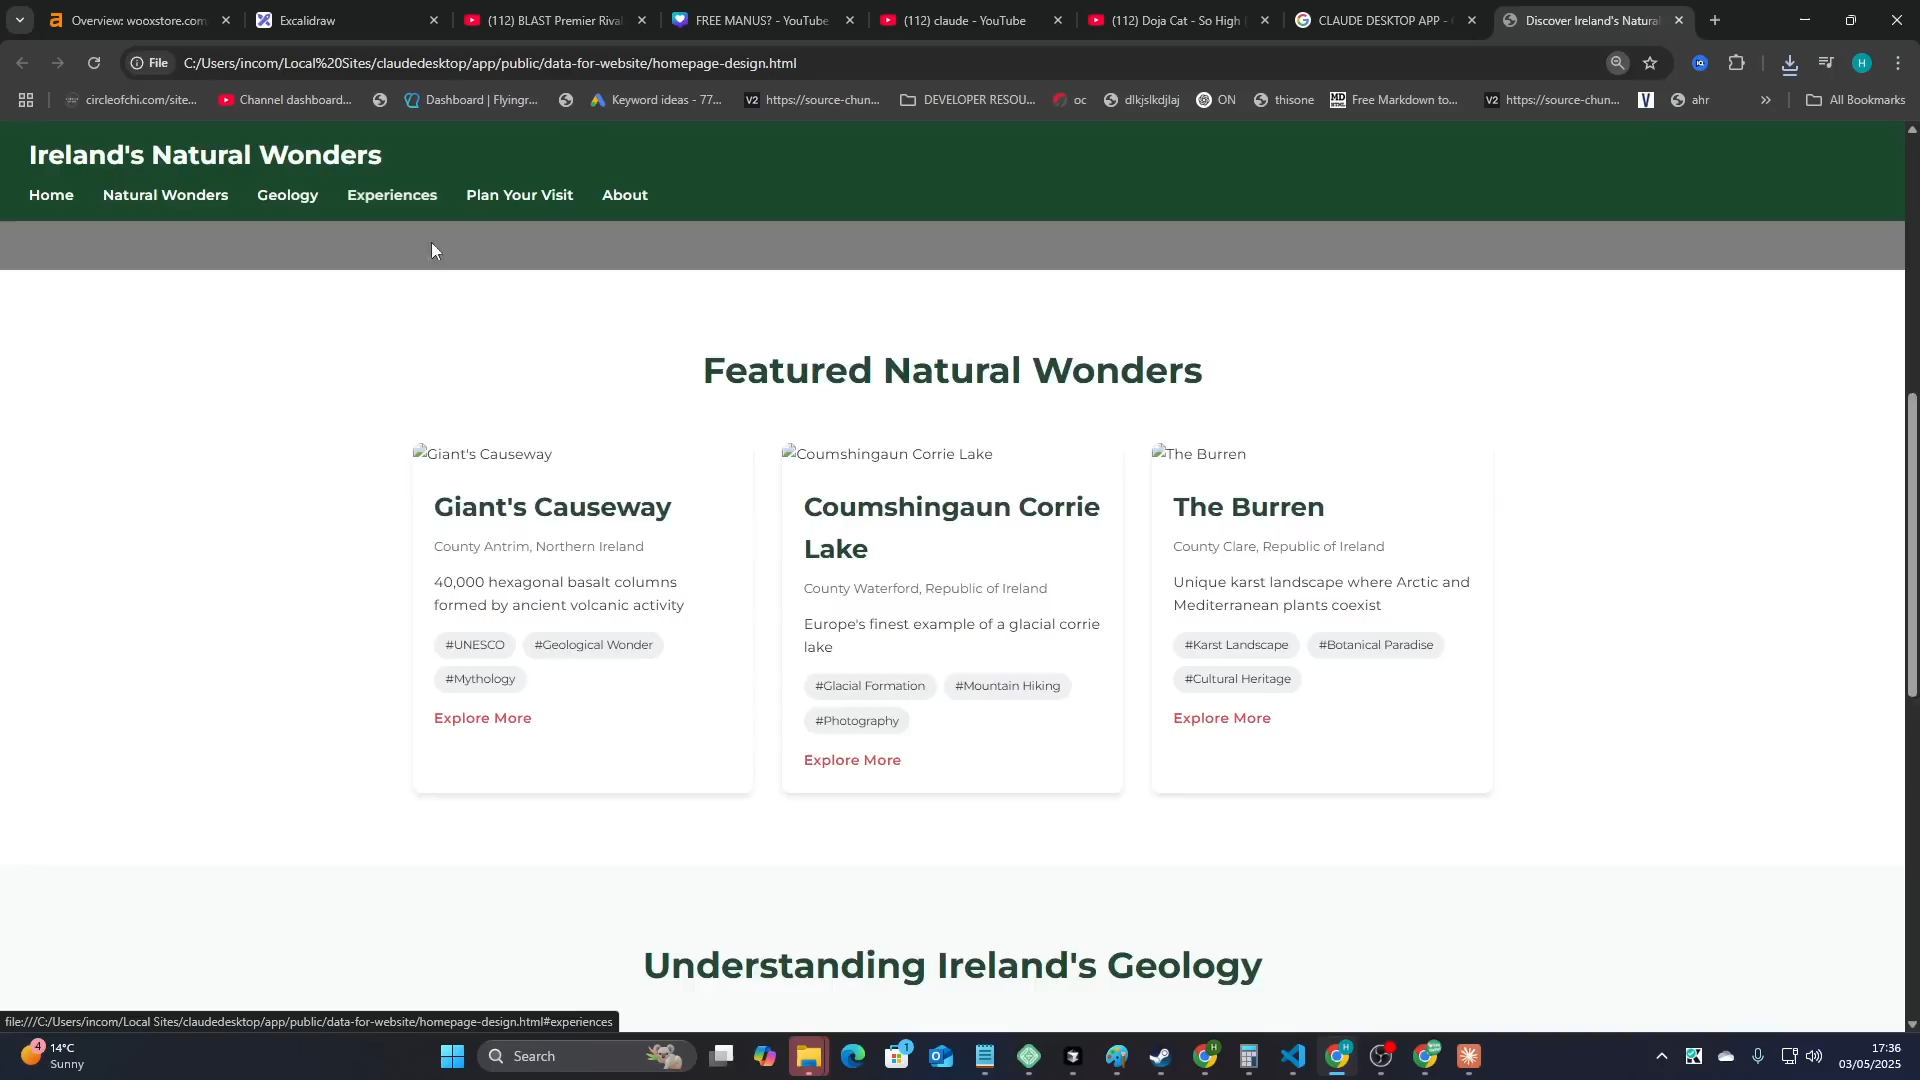 Overview: wooxstore.com
Excalidraw
(112) BLAST Premier Rival
FREE MANUS? - YouTube
(112) claude - YouTube
(112) Doja Cat - So High
CLAUDE DESKTOP APP -
Discover Ireland's Natural
File
C:/Users/incom/Local%20Sites/claudedesktop/app/public/data-for-website/homepage-design.html
H
circleofchi.com/site...
Channel dashboard...
Dashboard | Flyingr...
Keyword ideas - 77...
V2
https://source-chun...
DEVELOPER RESOU...
oc
dlkjslkdjlaj
ON
thisone
Free Markdown to...
V2
https://source-chun...
V
ahr
All Bookmarks
Ireland's Natural Wonders
Home
Natural Wonders
Geology
Experiences
Plan Your Visit
About
Featured Natural Wonders
Giant's Causeway
Giant's Causeway
County Antrim, Northern Ireland
40,000 hexagonal basalt columns
formed by ancient volcanic activity
#UNESCO
#Geological Wonder
#Mythology
Explore More
Coumshingaun Corrie Lake
Coumshingaun Corrie
Lake
County Waterford, Republic of Ireland
Europe's finest example of a glacial corrie
lake
#Glacial Formation
#Mountain Hiking
#Photography
Explore More
The Burren
The Burren
County Clare, Republic of Ireland
Unique karst landscape where Arctic and
Mediterranean plants coexist
#Karst Landscape
#Botanical Paradise
#Cultural Heritage
Explore More
Understanding Ireland's Geology
file:///C:/Users/incom/Local Sites/claudedesktop/app/public/data-for-website/homepage-design.html#experiences
4
14°C
Sunny
Search
1
17:36
03/05/2025